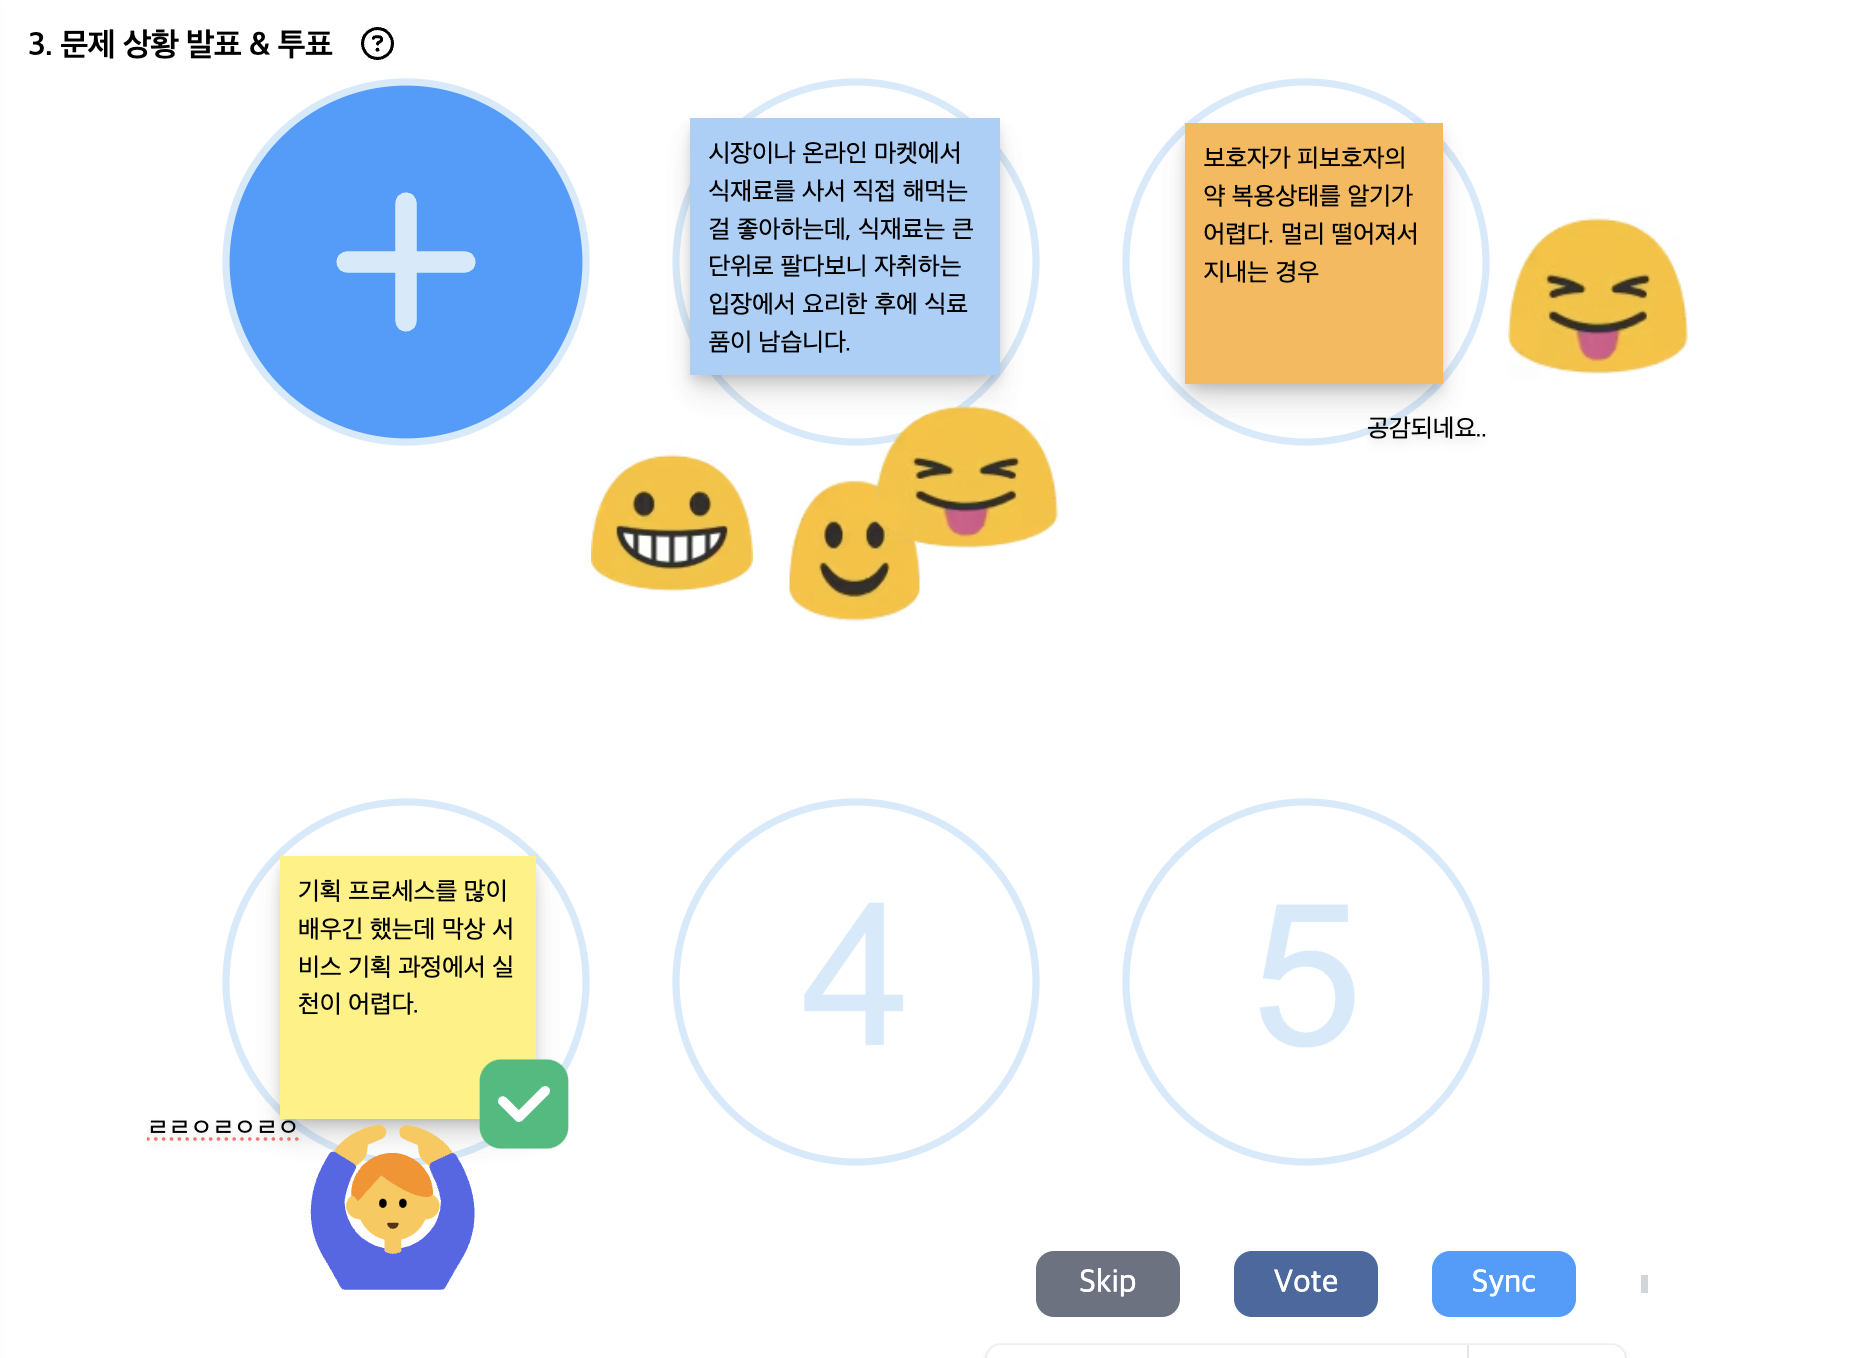 3. 문제 상황 발표 & 투표 ?
시장이나 온라인 마켓에서
식재료를 사서 직접 해먹는
걸 좋아하는데, 식재료는 큰
단위로 팔다보니 자취하는
입장에서 요리한 후에 식료
품이 남습니다.
보호자가 피보호자의
약 복용상태를 알기가
어렵다. 멀리 떨어져서
지내는 경우
공감되네요..
기획 프로세스를 많이
배우긴 했는데 막상 서
비스 기획 과정에서 실
천이 어렵다.
ㄹㄹㅇㄹㅇㄹㅇ
4
5
Skip
Vote
Sync